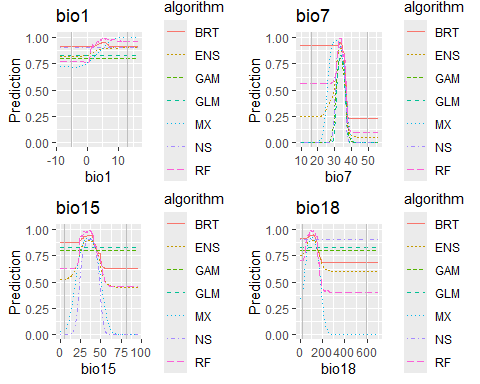 bio1
Prediction
1.00
0.75
0.50
0.25
0.00
-10
0
10
bio1
algorithm
BRT
ENS
GAM
GLM
MX
NS
RF
bio7
Prediction
1.00
0.75
0.50
0.25
0.00
10 20 30 40 50
bio7
algorithm
BRT
ENS
GAM
GLM
MX
NS
RF
bio15
Prediction
1.00
0.75
0.50
0.25
0.00
0 25 50 75 100
bio15
algorithm
BRT
ENS
GAM
GLM
MX
NS
RF
bio18
Prediction
1.00
0.75
0.50
0.25
0.00
0 200 400 600
bio18
algorithm
BRT
ENS
GAM
GLM
MX
NS
RF